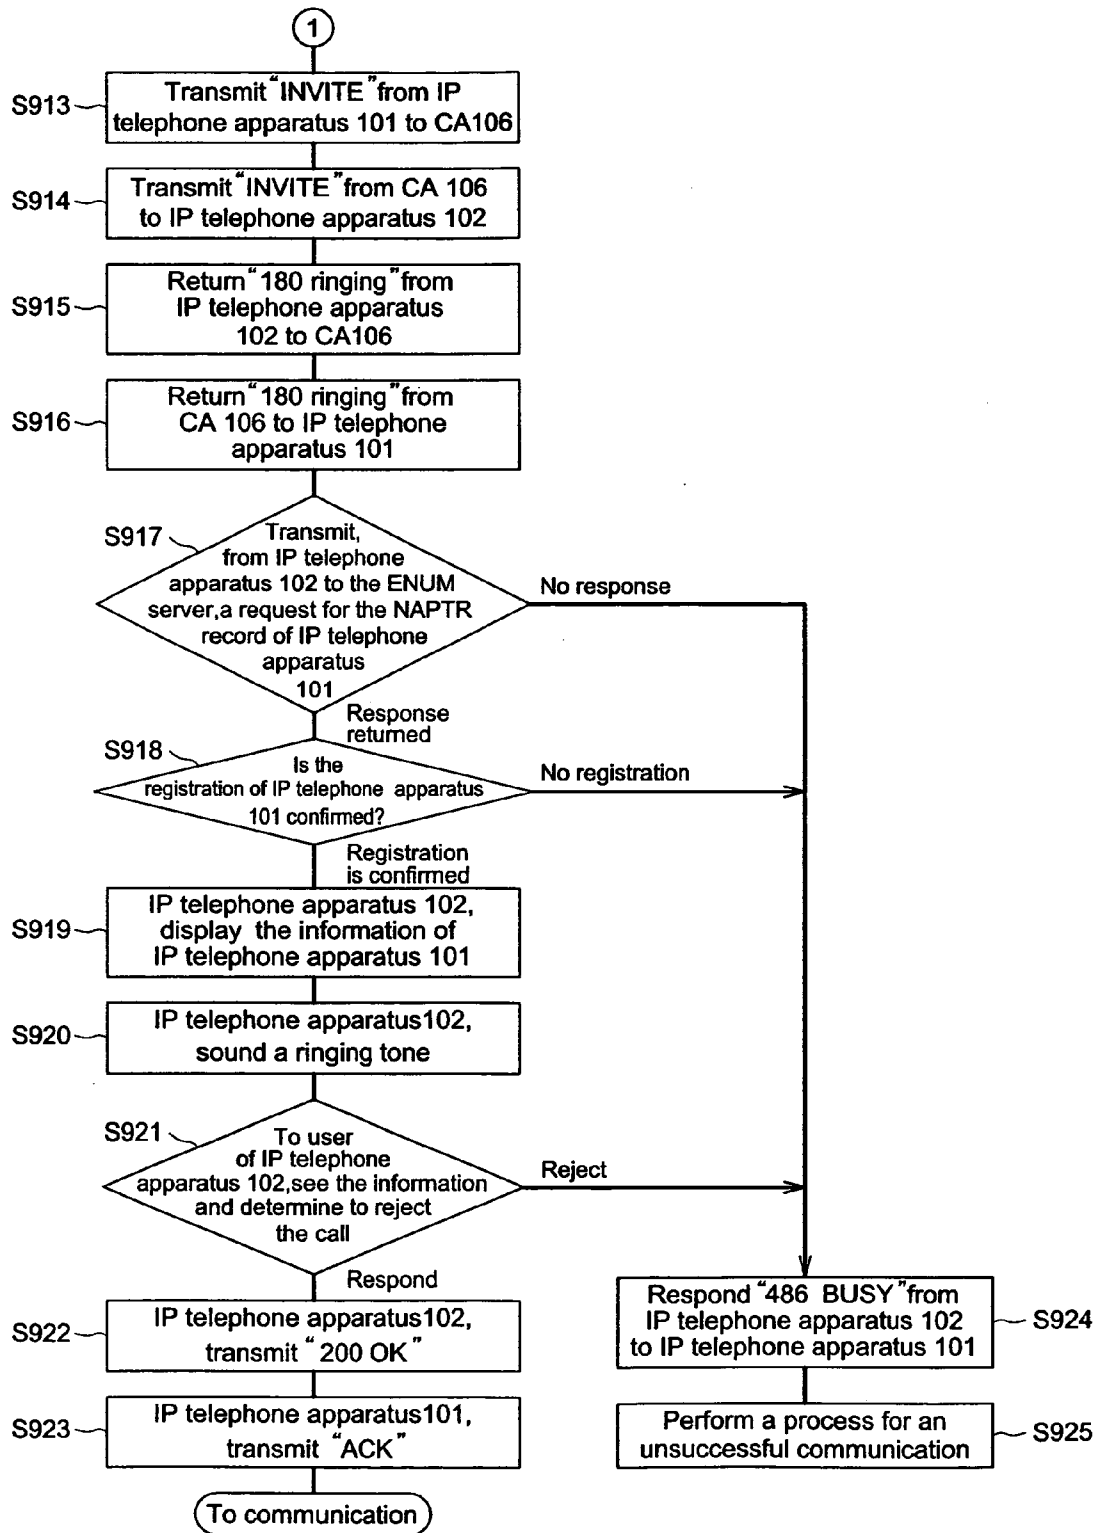 1
S913
Transmit “INVITE” from IP
telephone apparatus 101 to CA106
S914
Transmit “INVITE” from CA 106
to IP telephone apparatus 102
S915
Return “180 ringing” from
IP telephone apparatus
102 to CA106
S916
Return “180 ringing” from
CA 106 to IP telephone
apparatus 101
S917
Transmit,
from IP telephone
apparatus 102 to the ENUM
server,a request for the NAPTR
record of IP telephone
apparatus
101
No response
Response
returned
S918
Is the
registration of IP telephone apparatus
101 confirmed?
No registration
Registration
is confirmed
S919
IP telephone apparatus 102,
display the information of
IP telephone apparatus 101
S920
IP telephone apparatus102,
sound a ringing tone
S921
To user
of IP telephone
apparatus 102,see the information
and determine to reject
the call
Reject
Respond
S922
IP telephone apparatus102,
transmit “200 OK”
S923
IP telephone apparatus101,
transmit “ACK”
To communication
Respond “486 BUSY” from
IP telephone apparatus 102
to IP telephone apparatus 101
S924
Perform a process for an
unsuccessful communication
S925